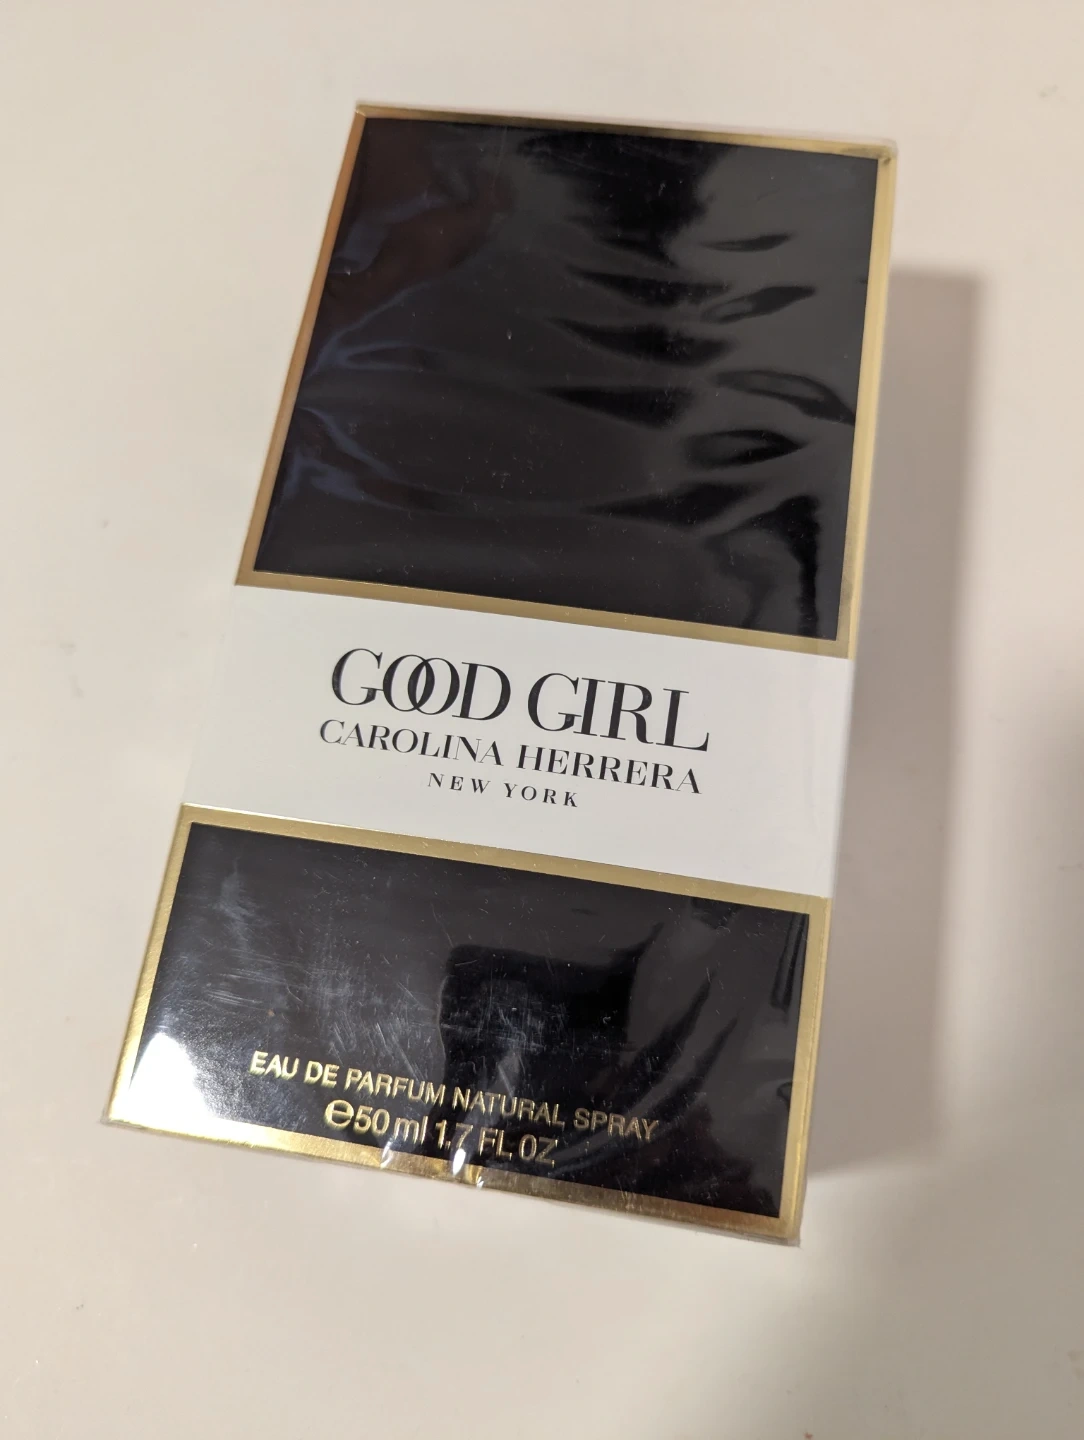 GOOD GIRL
CAROLINA HERRERA
NEW YORK
EAU DE PARFUM NATURAL SPRAY
℮50 ml 1.7 FL OZ